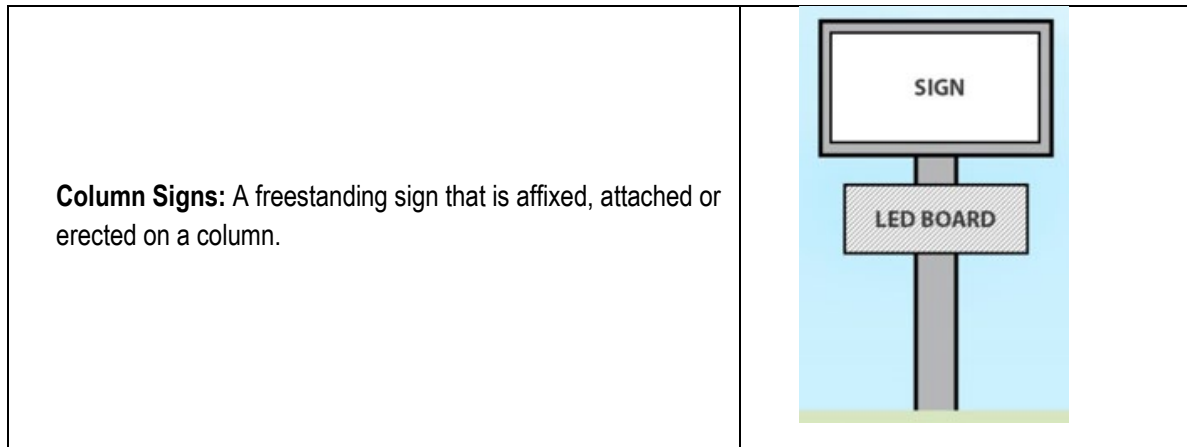 Column Signs: A freestanding sign that is affixed, attached or
erected on a column.
SIGN
LED BOARD